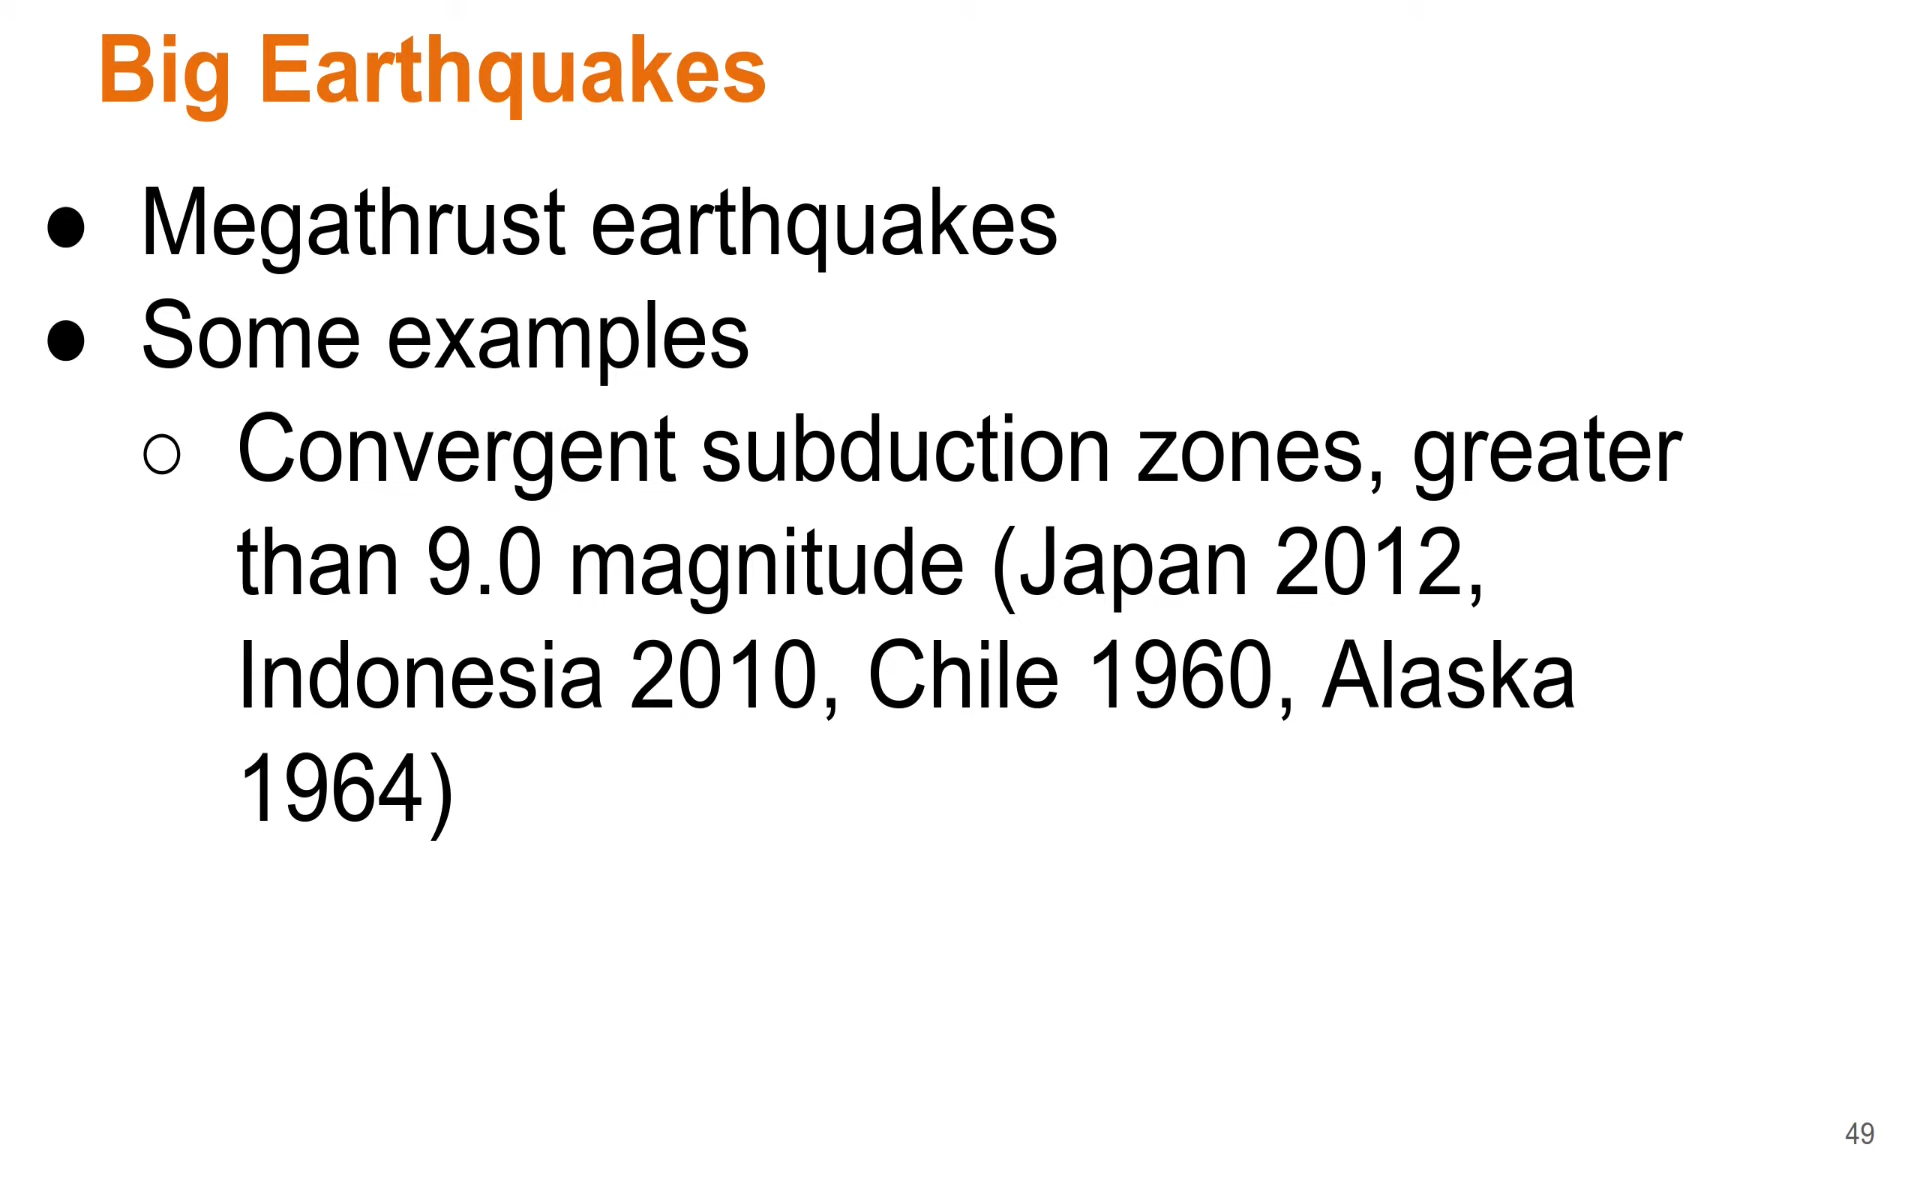 Big Earthquakes
● Megathrust earthquakes
● Some examples
○ Convergent subduction zones, greater
than 9.0 magnitude (Japan 2012,
Indonesia 2010, Chile 1960, Alaska
1964)
49